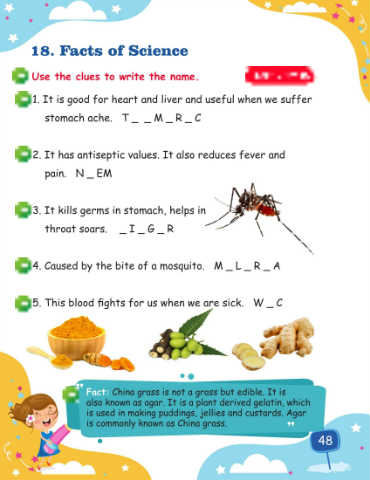 18. Facts of Science
Use the clues to write the name.
1. It is good for heart and liver and useful when we suffer
stomach ache. T _ _ M _ R _ C
2. It has antiseptic values. It also reduces fever and
pain. N _ EM
3. It kills germs in stomach, helps in
throat soars. _ I _ G _ R
4. Caused by the bite of a mosquito. M _ L _ R _ A
5. This blood fights for us when we are sick. W _ C
" Fact: China grass is not a grass but edible. It is
also known as agar. It is a plant derived gelatin, which
is used in making puddings, jellies and custards. Agar
is commonly known as China grass. "
48